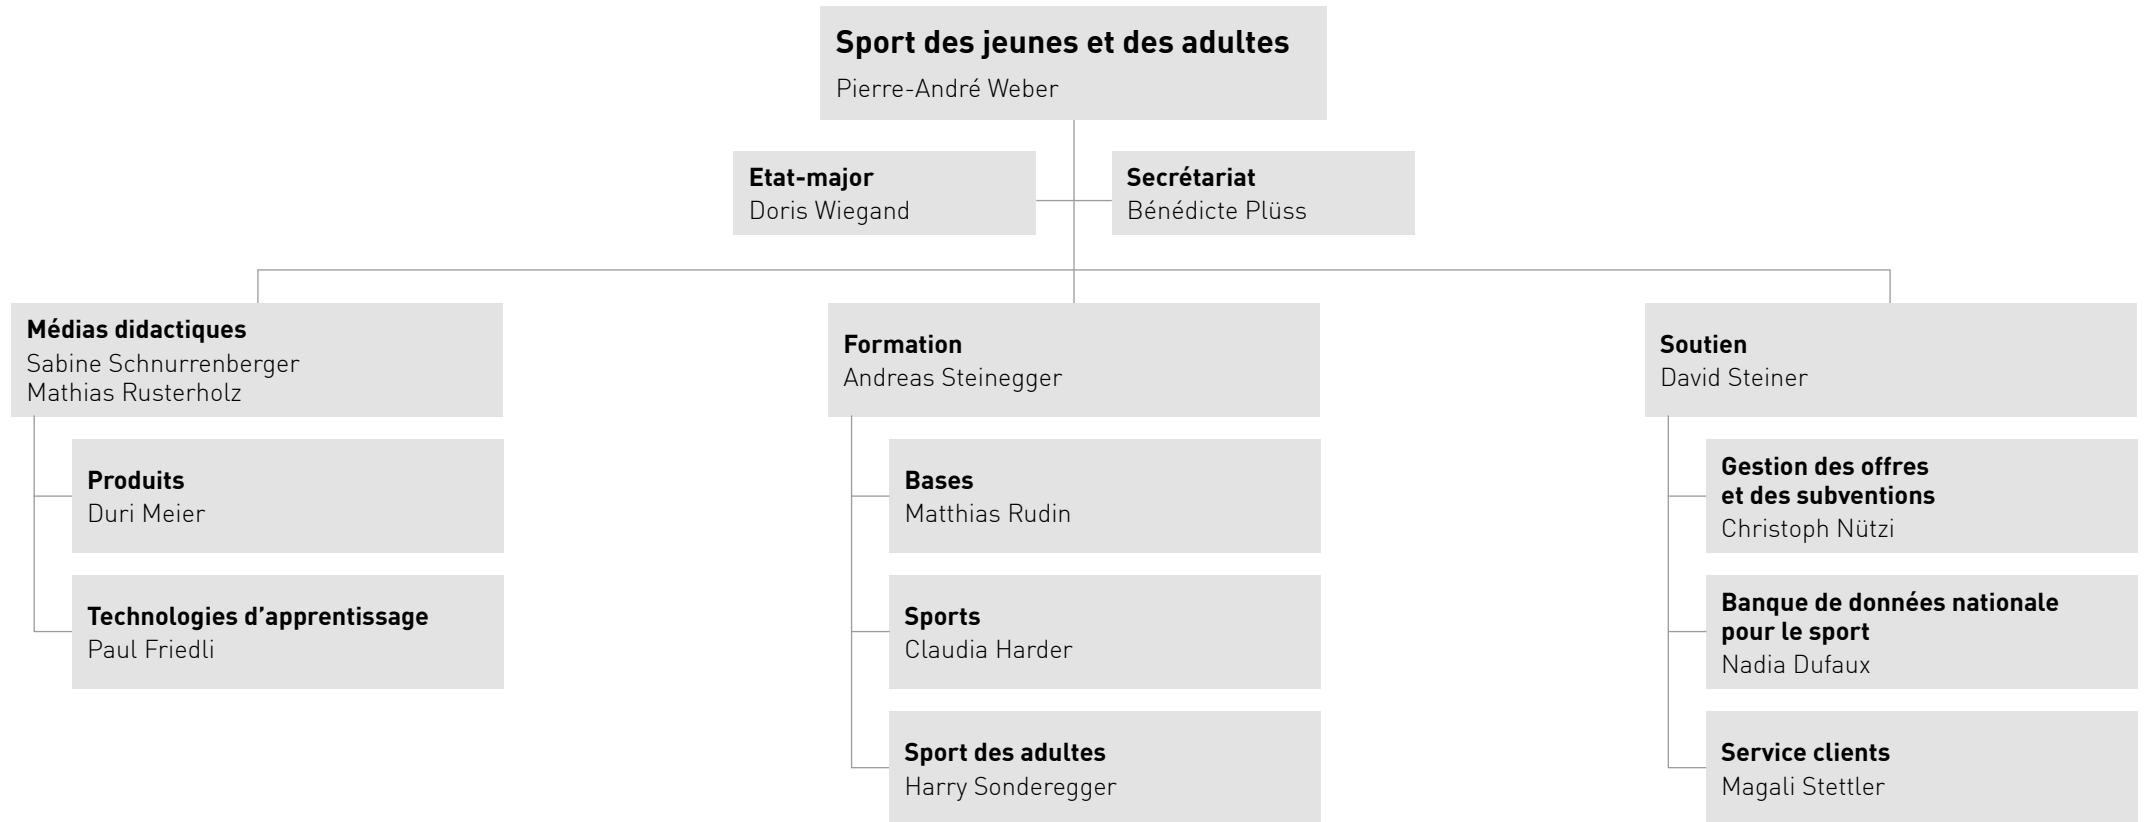 Sport des jeunes et des adultes
Pierre-André Weber
Etat-major
Doris Wiegand
Secrétariat
Bénédicte Plüss
Médias didactiques
Sabine Schnurrenberger
Mathias Rusterholz
Produits
Duri Meier
Technologies d’apprentissage
Paul Friedli
Formation
Andreas Steinegger
Bases
Matthias Rudin
Sports
Claudia Harder
Sport des adultes
Harry Sonderegger
Soutien
David Steiner
Gestion des offres
et des subventions
Christoph Nützi
Banque de données nationale
pour le sport
Nadia Dufaux
Service clients
Magali Stettler